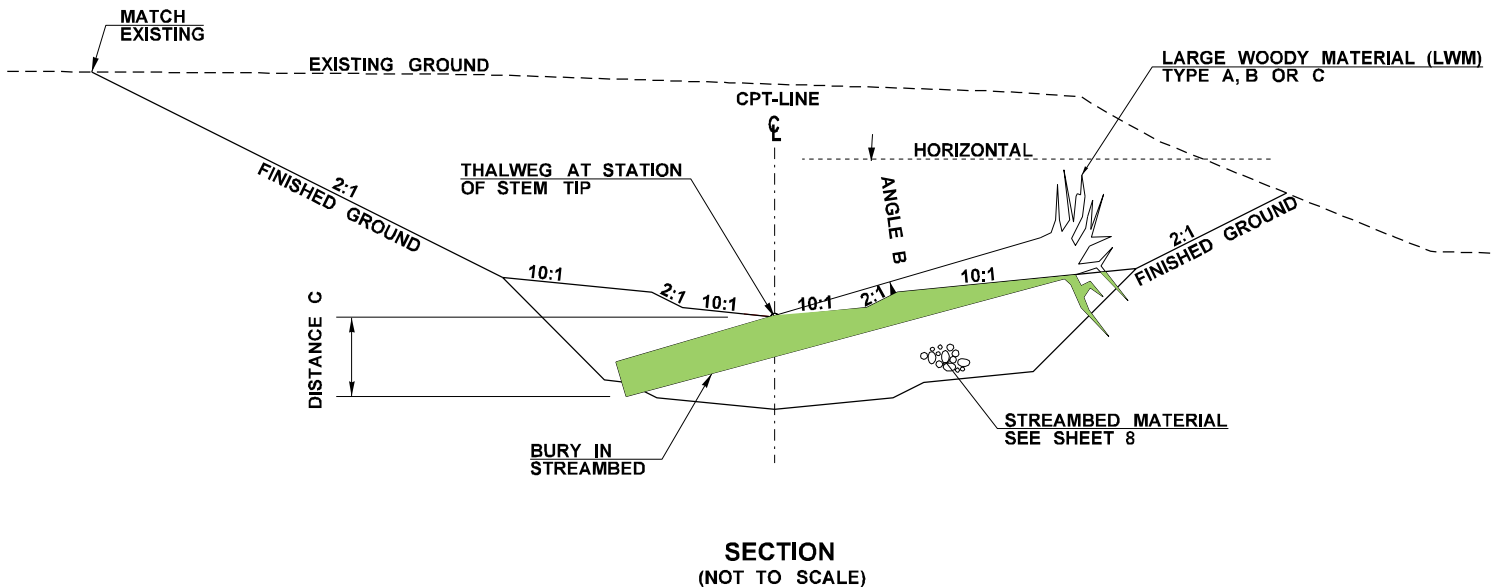 MATCH
EXISTING
EXISTING GROUND
LARGE WOODY MATERIAL (LWM)
TYPE A, B OR C
CPT-LINE
℄
HORIZONTAL
THALWEG AT STATION
OF STEM TIP
ANGLE B
2:1
FINISHED GROUND
2:1
FINISHED GROUND
10:1
2:1
10:1
10:1
2:1
10:1
DISTANCE C
STREAMBED MATERIAL
SEE SHEET 8
BURY IN
STREAMBED
SECTION
(NOT TO SCALE)